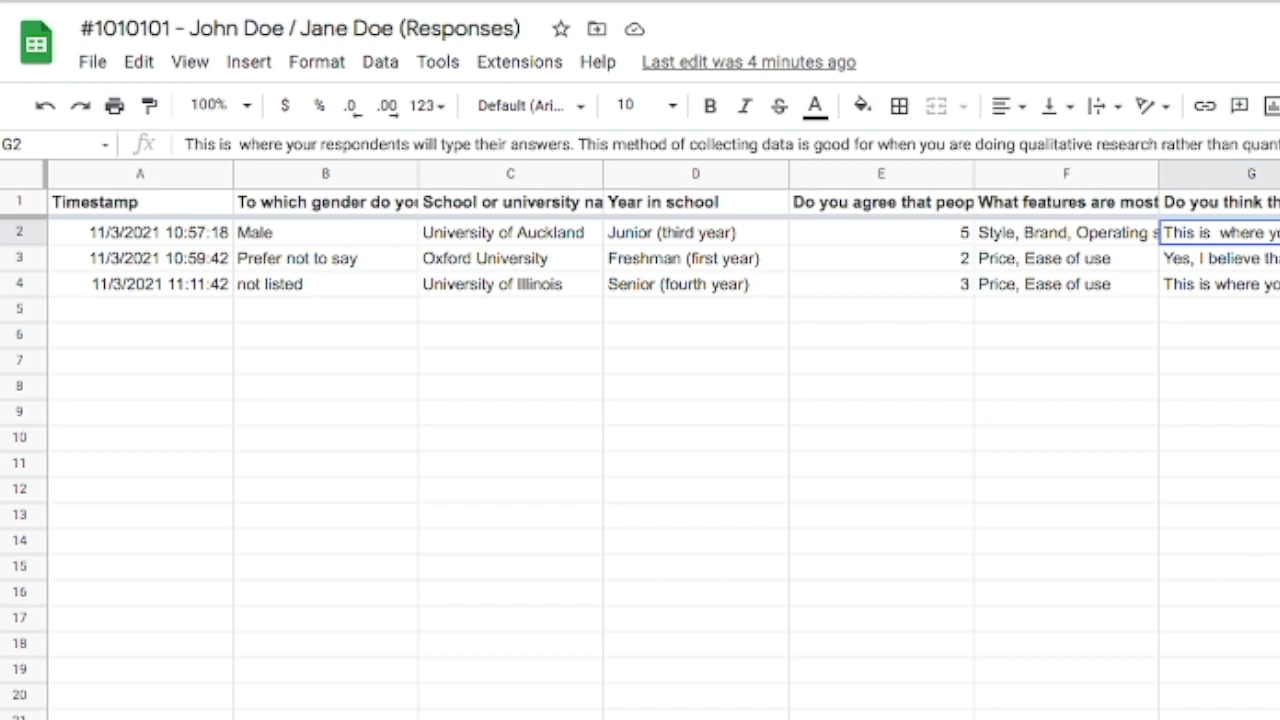 #1010101 - John Doe / Jane Doe (Responses)
File Edit View Insert Format Data Tools Extensions Help Last edit was 4 minutes ago
100% $ % .0 .00 123 Default (Ari... 10 B I S A
G2 fx This is  where your respondents will type their answers. This method of collecting data is good for when you are doing qualitative research rather than quant
A B C D E F G
1 Timestamp To which gender do you School or university na Year in school Do you agree that peop What features are most Do you think th
2 11/3/2021 10:57:18 Male University of Auckland Junior (third year) 5 Style, Brand, Operating s This is  where yo
3 11/3/2021 10:59:42 Prefer not to say Oxford University Freshman (first year) 2 Price, Ease of use Yes, I believe tha
4 11/3/2021 11:11:42 not listed University of Illinois Senior (fourth year) 3 Price, Ease of use This is where yo
5
6
7
8
9
10
11
12
13
14
15
16
17
18
19
20
21